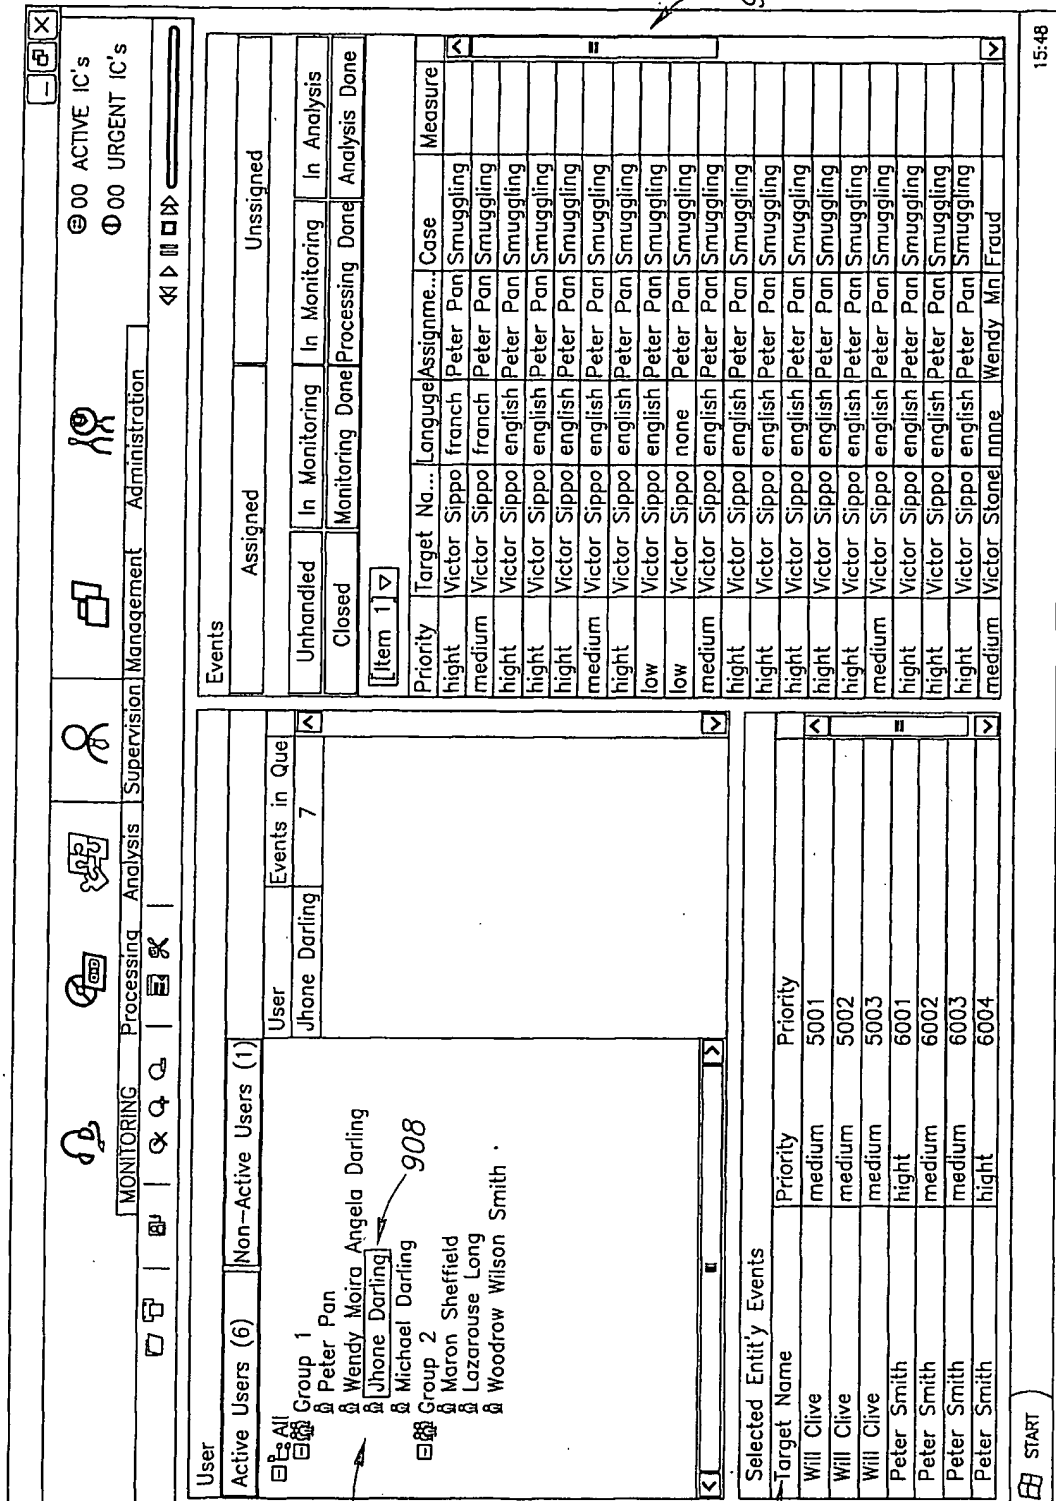 00 ACTIVE IC's
00 URGENT IC's
MONITORING Processing Analysis Supervision Management Administration
User
Active Users (6) Non-Active Users (1)
All
Group 1
Peter Pan
Wendy Moira Angela Darling
Jhone Darling
Michael Darling
Group 2
Maron Sheffield
Lazarouse Long
Woodrow Wilson Smith
908
User Events in Que
Jhone Darling 7
Selected Entit'y Events
Target Name Priority Priority
Will Clive medium 5001
Will Clive medium 5002
Will Clive medium 5003
Peter Smith hight 6001
Peter Smith medium 6002
Peter Smith medium 6003
Peter Smith hight 6004
Events
Assigned Unssigned
Unhandled In Monitoring In Monitoring In Analysis
Closed Monitoring Done Processing Done Analysis Done
Item 1
Priority Target Na... Languge Assignme... Case Measure
hight Victor Sippo franch Peter Pan Smuggling
medium Victor Sippo franch Peter Pan Smuggling
hight Victor Sippo english Peter Pan Smuggling
hight Victor Sippo english Peter Pan Smuggling
hight Victor Sippo english Peter Pan Smuggling
medium Victor Sippo english Peter Pan Smuggling
hight Victor Sippo english Peter Pan Smuggling
low Victor Sippo english Peter Pan Smuggling
low Victor Sippo none Peter Pan Smuggling
medium Victor Sippo english Peter Pan Smuggling
hight Victor Sippo english Peter Pan Smuggling
hight Victor Sippo english Peter Pan Smuggling
hight Victor Sippo english Peter Pan Smuggling
hight Victor Sippo english Peter Pan Smuggling
medium Victor Sippo english Peter Pan Smuggling
hight Victor Sippo english Peter Pan Smuggling
hight Victor Sippo english Peter Pan Smuggling
hight Victor Sippo english Peter Pan Smuggling
medium Victor Stone nnne Wendy Mn Fraud
START 15:48